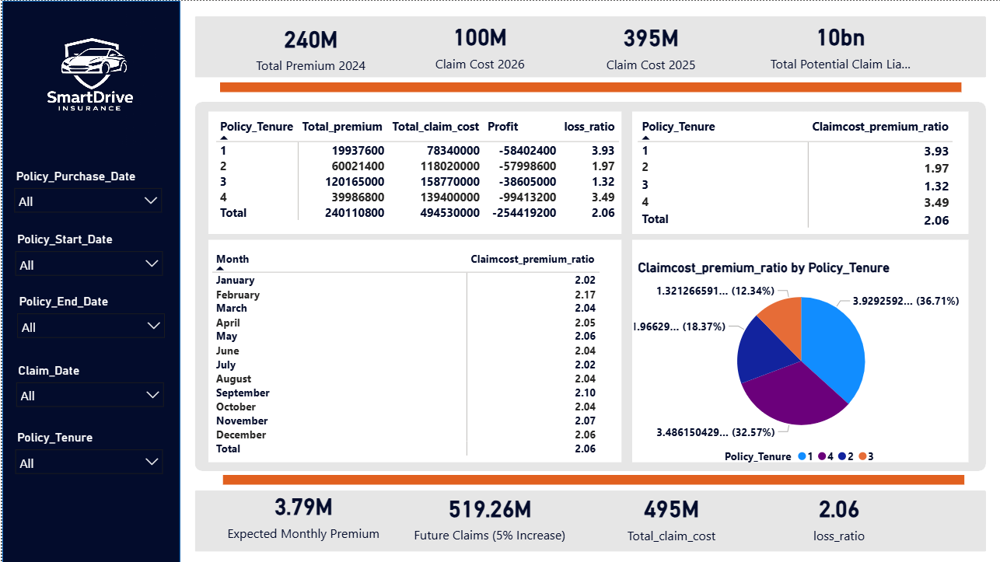 SmartDrive
INSURANCE
Policy_Purchase_Date
All
Policy_Start_Date
All
Policy_End_Date
All
Claim_Date
All
Policy_Tenure
All
240M
Total Premium 2024
100M
Claim Cost 2026
395M
Claim Cost 2025
10bn
Total Potential Claim Lia...
Policy_Tenure Total_premium Total_claim_cost Profit loss_ratio
1 19937600 78340000 -58402400 3.93
2 60021400 118020000 -57998600 1.97
3 120165000 158770000 -38605000 1.32
4 39986800 139400000 -99413200 3.49
Total 240110800 494530000 -254419200 2.06
Policy_Tenure Claimcost_premium_ratio
1 3.93
2 1.97
3 1.32
4 3.49
Total 2.06
Month Claimcost_premium_ratio
January 2.02
February 2.17
March 2.04
April 2.05
May 2.06
June 2.04
July 2.02
August 2.04
September 2.10
October 2.04
November 2.07
December 2.06
Total 2.06
Claimcost_premium_ratio by Policy_Tenure
1.321266591... (12.34%)
3.9292592... (36.71%)
1.96629... (18.37%)
3.486150429... (32.57%)
Policy_Tenure 1 4 2 3
3.79M
Expected Monthly Premium
519.26M
Future Claims (5% Increase)
495M
Total_claim_cost
2.06
loss_ratio